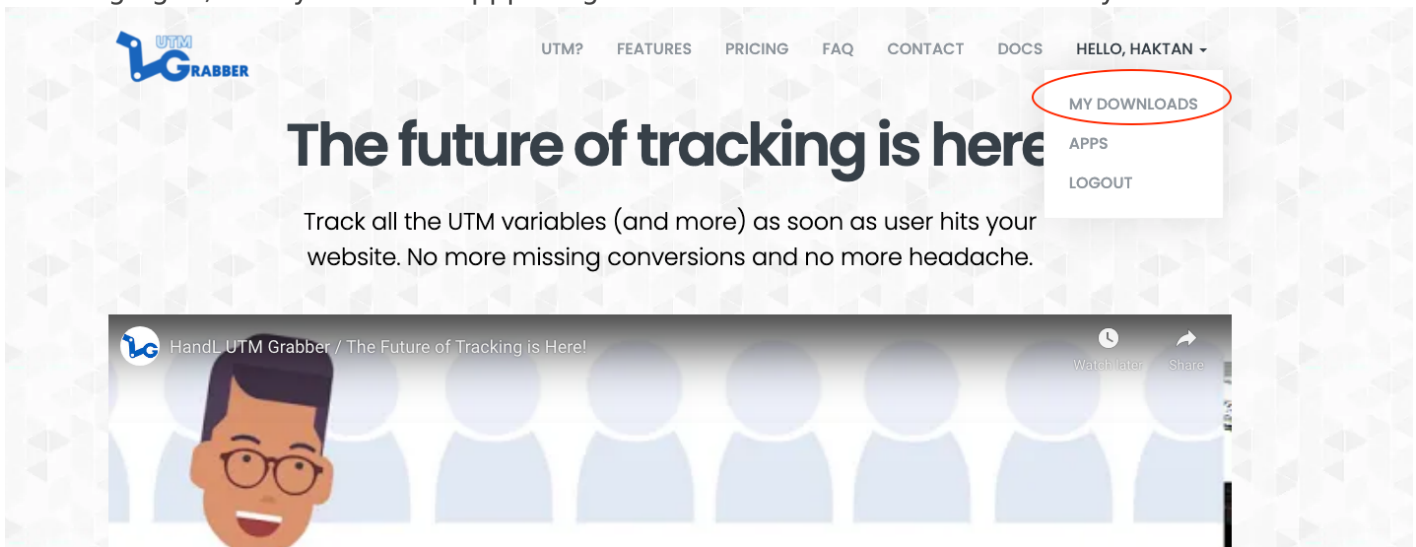 UTM
GRABBER
UTM? FEATURES PRICING FAQ CONTACT DOCS HELLO, HAKTAN
MY DOWNLOADS
APPS
LOGOUT
The future of tracking is here
Track all the UTM variables (and more) as soon as user hits your
website. No more missing conversions and no more headache.
HandL UTM Grabber / The Future of Tracking is Here!
Watch later Share